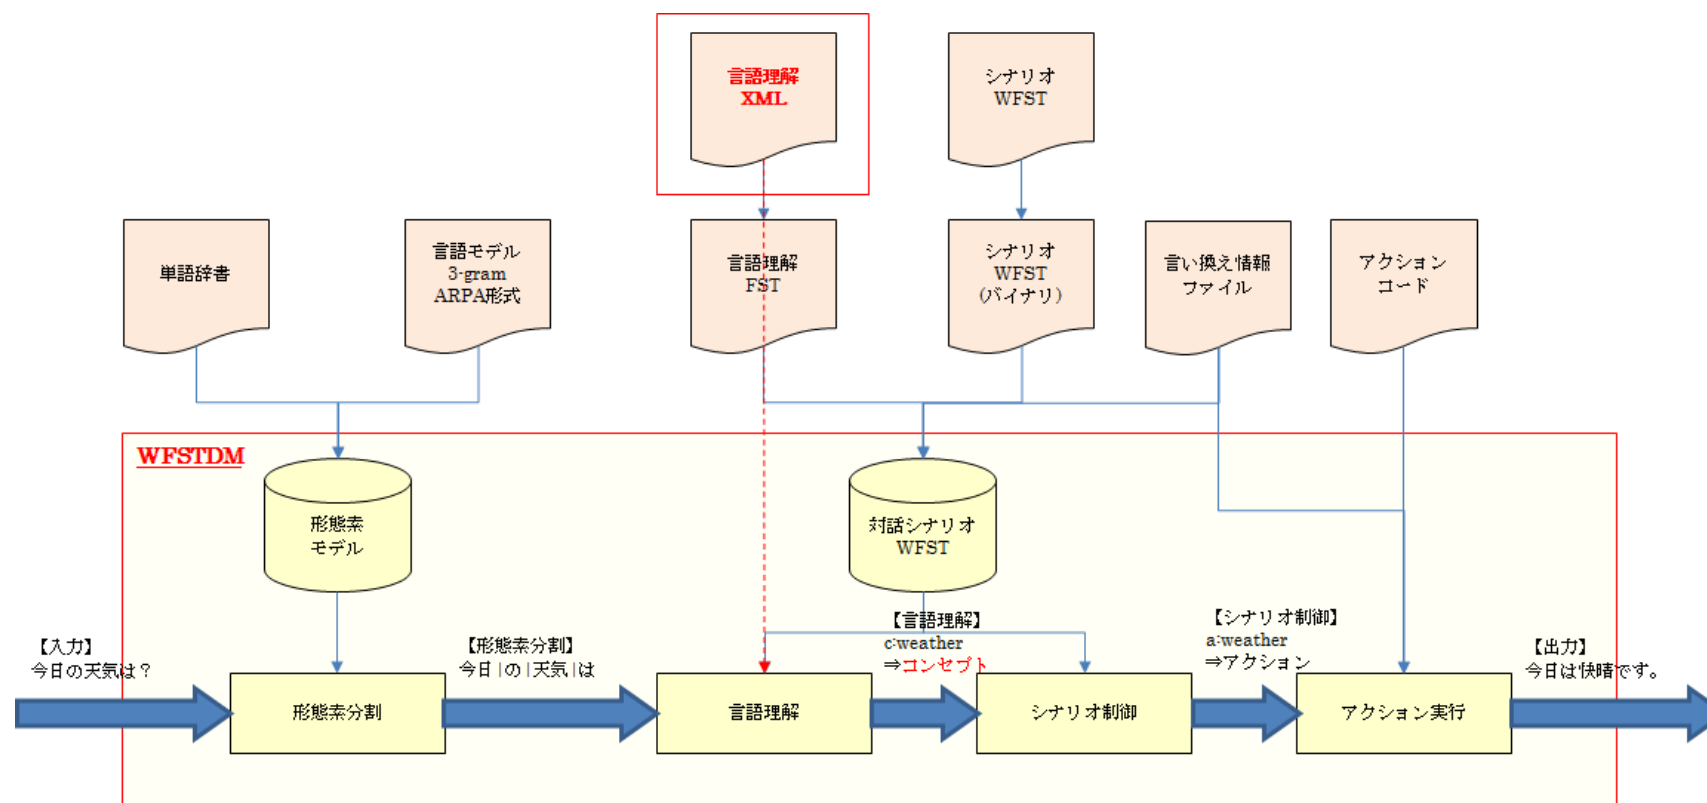 言語理解
XML
シナリオ
WFST
単語辞書
言語モデル
3-gram
ARPA形式
言語理解
FST
シナリオ
WFST
(バイナリ)
言い換え情報
ファイル
アクション
コード
WFSTDM
形態素
モデル
対話シナリオ
WFST
【入力】
今日の天気は？
【形態素分割】
今日|の|天気|は
【言語理解】
c:weather
⇒コンセプト
【シナリオ制御】
a:weather
⇒アクション
【出力】
今日は快晴です。
形態素分割
言語理解
シナリオ制御
アクション実行